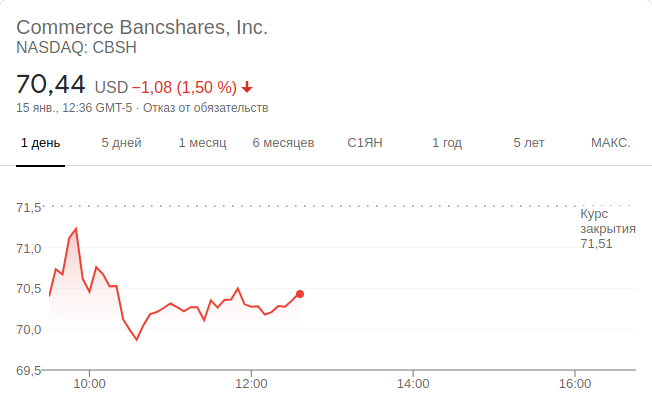 Commerce Bancshares, Inc.
NASDAQ: CBSH
70,44 USD −1,08 (1,50 %)
15 янв., 12:36 GMT-5 · Отказ от обязательств
1 день 5 дней 1 месяц 6 месяцев С1ЯН 1 год 5 лет МАКС.
71,5
Курс
закрытия
71,51
71,0
70,5
70,0
69,5
10:00 12:00 14:00 16:00